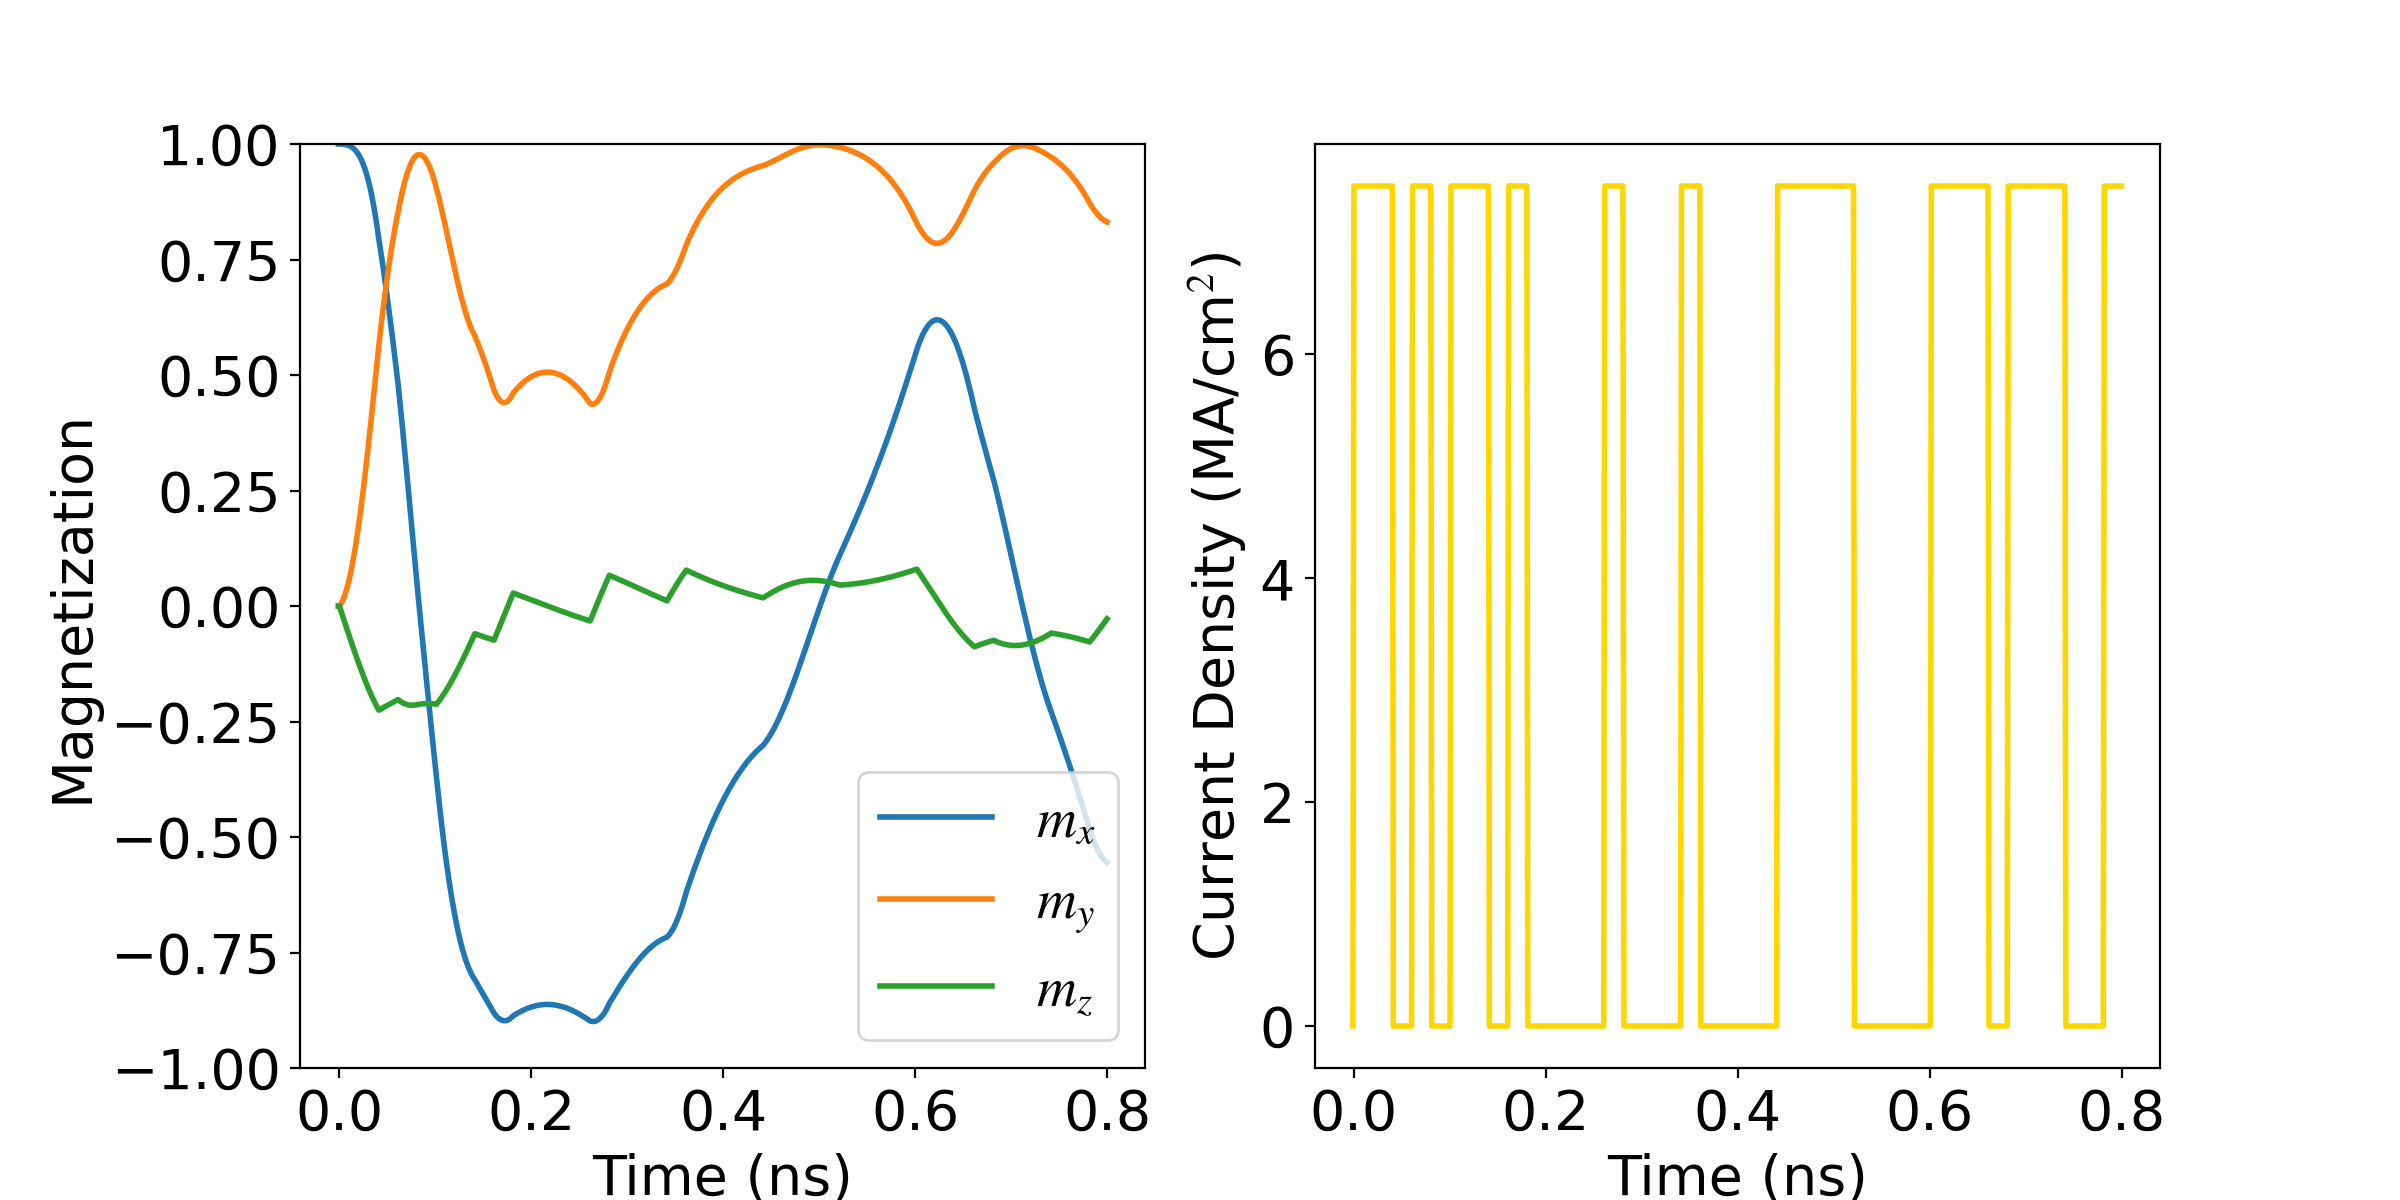 Magnetization
1.00
0.75
0.50
0.25
0.00
−0.25
−0.50
−0.75
−1.00
0.0 0.2 0.4 0.6 0.8
Time (ns)
m_x
m_y
m_z
Current Density (MA/cm²)
6
4
2
0
0.0 0.2 0.4 0.6 0.8
Time (ns)